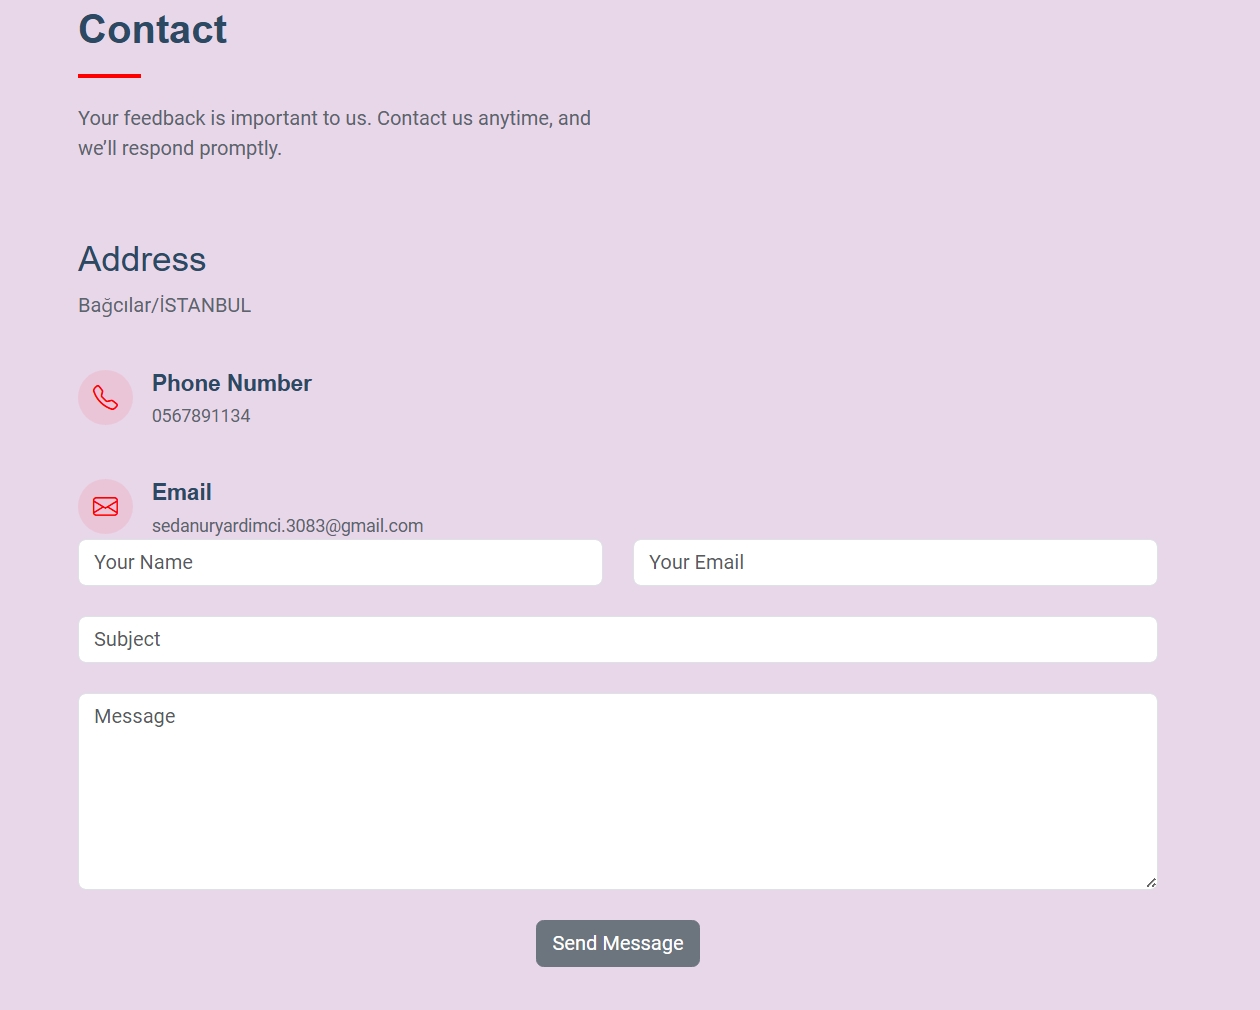 Contact
Your feedback is important to us. Contact us anytime, and
we’ll respond promptly.
Address
Bağcılar/İSTANBUL
Phone Number
0567891134
Email
sedanuryardimci.3083@gmail.com
Your Name
Your Email
Subject
Message
Send Message